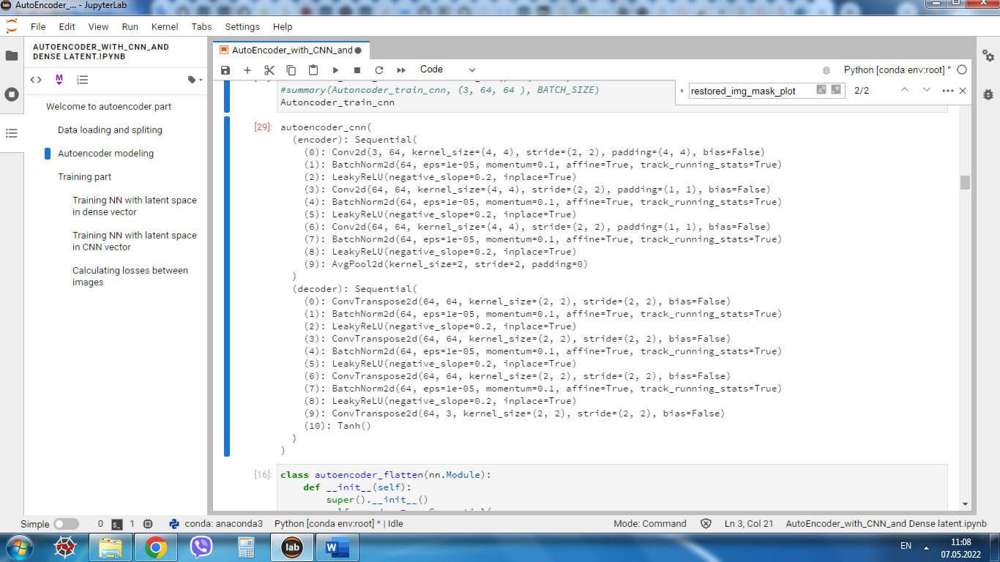 AutoEncoder_... - JupyterLab
File Edit View Run Kernel Tabs Settings Help
AUTOENCODER_WITH_CNN_AND
DENSE LATENT.IPYNB
Welcome to autoencoder part
Data loading and spliting
Autoencoder modeling
Training part
Training NN with latent space
in dense vector
Training NN with latent space
in CNN vector
Calculating losses between
images
AutoEncoder_with_CNN_and
Code
Python [conda env:root] *
restored_img_mask_plot
2/2
#summary(Autoncoder_train_cnn, (3, 64, 64 ), BATCH_SIZE)
Autoncoder_train_cnn
[29]: autoencoder_cnn(
(encoder): Sequential(
(0): Conv2d(3, 64, kernel_size=(4, 4), stride=(2, 2), padding=(4, 4), bias=False)
(1): BatchNorm2d(64, eps=1e-05, momentum=0.1, affine=True, track_running_stats=True)
(2): LeakyReLU(negative_slope=0.2, inplace=True)
(3): Conv2d(64, 64, kernel_size=(4, 4), stride=(2, 2), padding=(1, 1), bias=False)
(4): BatchNorm2d(64, eps=1e-05, momentum=0.1, affine=True, track_running_stats=True)
(5): LeakyReLU(negative_slope=0.2, inplace=True)
(6): Conv2d(64, 64, kernel_size=(4, 4), stride=(2, 2), padding=(1, 1), bias=False)
(7): BatchNorm2d(64, eps=1e-05, momentum=0.1, affine=True, track_running_stats=True)
(8): LeakyReLU(negative_slope=0.2, inplace=True)
(9): AvgPool2d(kernel_size=2, stride=2, padding=0)
)
(decoder): Sequential(
(0): ConvTranspose2d(64, 64, kernel_size=(2, 2), stride=(2, 2), bias=False)
(1): BatchNorm2d(64, eps=1e-05, momentum=0.1, affine=True, track_running_stats=True)
(2): LeakyReLU(negative_slope=0.2, inplace=True)
(3): ConvTranspose2d(64, 64, kernel_size=(2, 2), stride=(2, 2), bias=False)
(4): BatchNorm2d(64, eps=1e-05, momentum=0.1, affine=True, track_running_stats=True)
(5): LeakyReLU(negative_slope=0.2, inplace=True)
(6): ConvTranspose2d(64, 64, kernel_size=(2, 2), stride=(2, 2), bias=False)
(7): BatchNorm2d(64, eps=1e-05, momentum=0.1, affine=True, track_running_stats=True)
(8): LeakyReLU(negative_slope=0.2, inplace=True)
(9): ConvTranspose2d(64, 3, kernel_size=(2, 2), stride=(2, 2), bias=False)
(10): Tanh()
)
)
[16]: class autoencoder_flatten(nn.Module):
def __init__(self):
super().__init__()
Simple 0 1 conda: anaconda3 Python [conda env:root] * | Idle Mode: Command Ln 3, Col 21 AutoEncoder_with_CNN_and Dense latent.ipynb
lab
EN
11:08
07.05.2022